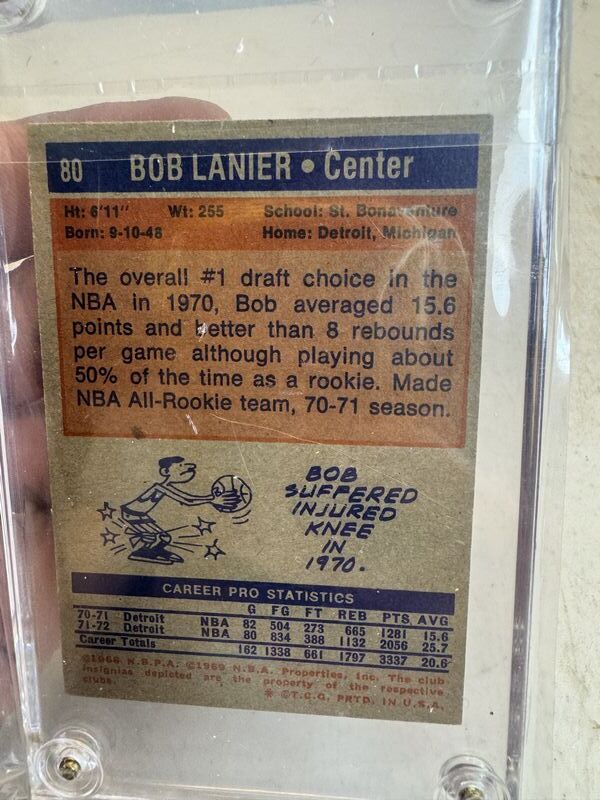 80 BOB LANIER • Center
Ht: 6'11" Wt: 255 School: St. Bonaventure
Born: 9-10-48 Home: Detroit, Michigan
The overall #1 draft choice in the
NBA in 1970, Bob averaged 15.6
points and better than 8 rebounds
per game although playing about
50% of the time as a rookie. Made
NBA All-Rookie team, 70-71 season.
BOB
SUFFERED
INJURED
KNEE
IN
1970.
CAREER PRO STATISTICS
G FG FT REB PTS AVG
70-71 Detroit NBA 82 504 273 665 1281 15.6
71-72 Detroit NBA 80 834 388 1132 2056 25.7
Career Totals 162 1338 661 1797 3337 20.6
©1966 N.B.P.A. ©1969 N.B.A. Properties, Inc. The club
insignias depicted are the property of the respective
clubs.
* ©T.C.G. PRTD. IN U.S.A.